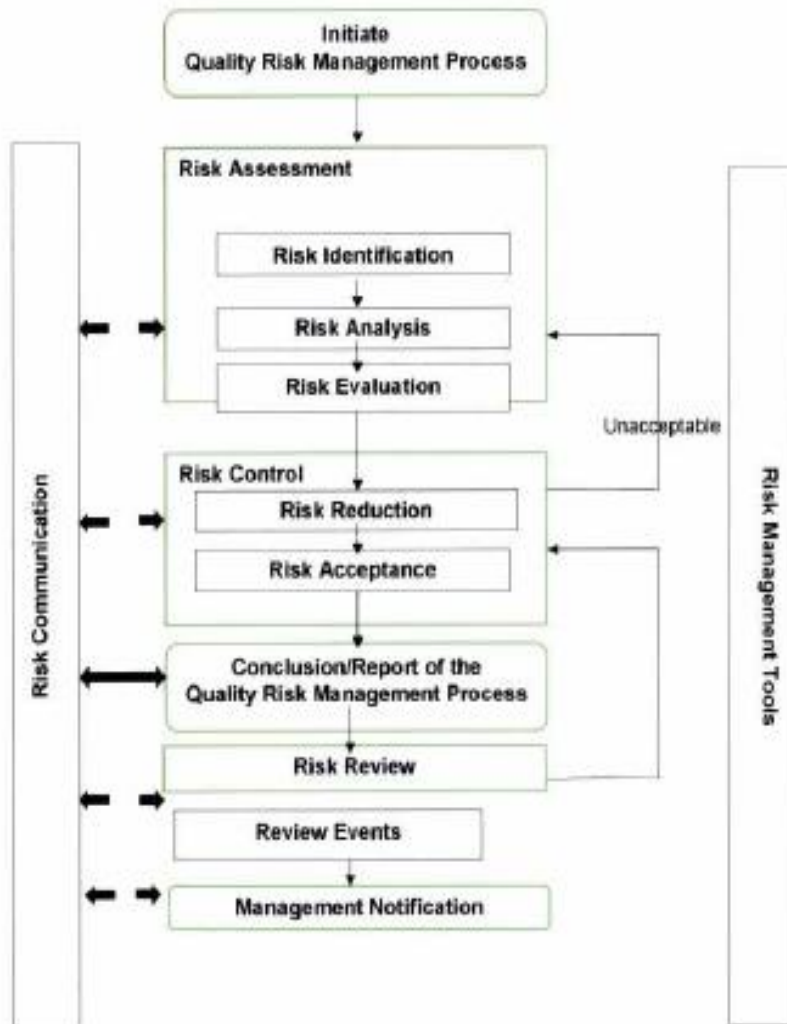 Initiate
Quality Risk Management Process
Risk Assessment
Risk Identification
Risk Analysis
Risk Evaluation
Unacceptable
Risk Control
Risk Reduction
Risk Acceptance
Risk Communication
Risk Management Tools
Conclusion/Report of the
Quality Risk Management Process
Risk Review
Review Events
Management Notification